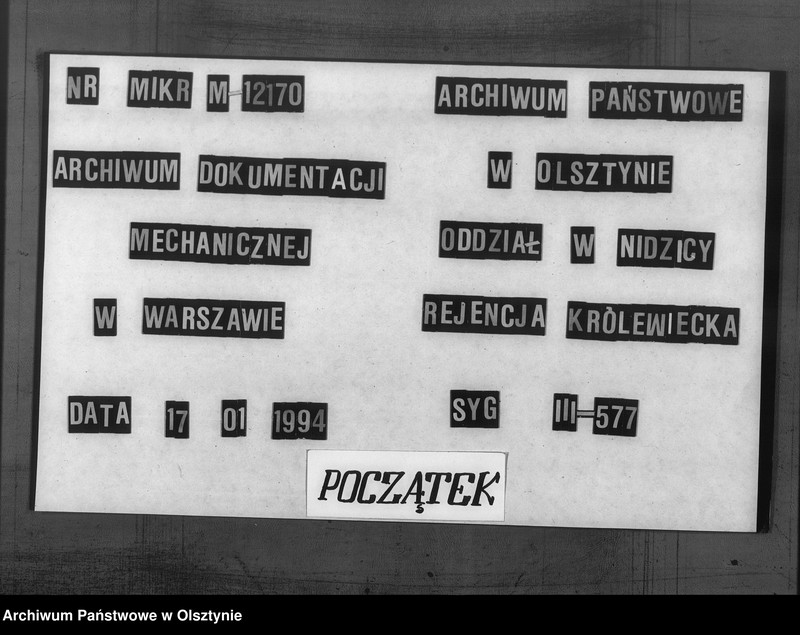 NR MIKR M-12170
ARCHIWUM DOKUMENTACJI
MECHANICZNEJ
W WARSZAWIE
DATA 17 01 1994
ARCHIWUM PAŃSTWOWE
W OLSZTYNIE
ODDZIAŁ W NIDZICY
REJENCJA KRÒLEWIECKA
SYG III-577
POCZĄTEK
Archiwum Państwowe w Olsztynie